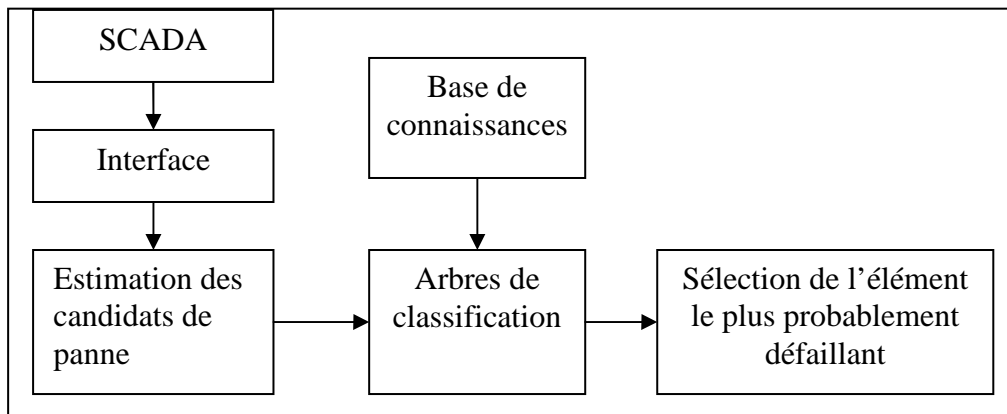 SCADA
Base de
connaissances
Interface
Estimation des
candidats de
panne
Arbres de
classification
Sélection de l’élément
le plus probablement
défaillant